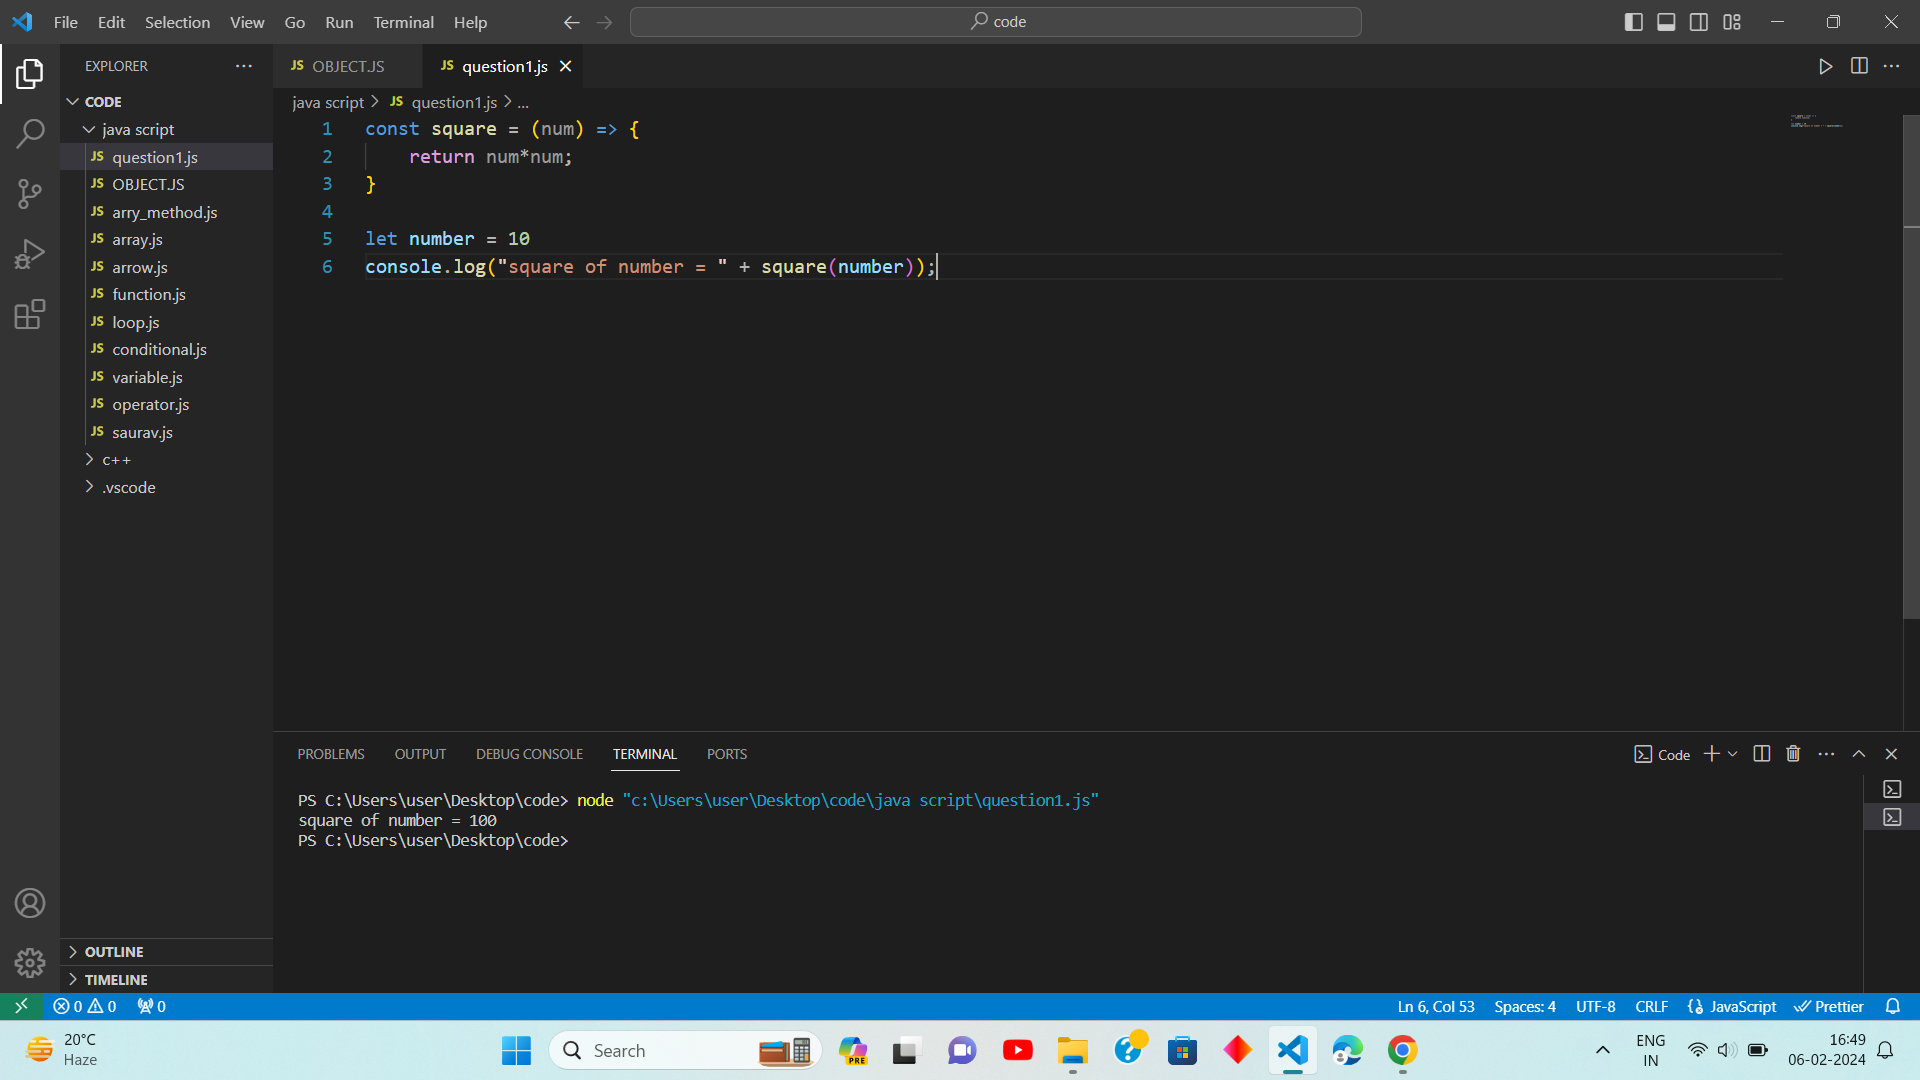 File Edit Selection View Go Run Terminal Help
code
EXPLORER
CODE
java script
JS question1.js
JS OBJECT.JS
JS arry_method.js
JS array.js
JS arrow.js
JS function.js
JS loop.js
JS conditional.js
JS variable.js
JS operator.js
JS saurav.js
c++
.vscode
OUTLINE
TIMELINE
JS OBJECT.JS JS question1.js
java script > JS question1.js > ...
1 const square = (num) => {
2 return num*num;
3 }
4
5 let number = 10
6 console.log("square of number = " + square(number));
PROBLEMS OUTPUT DEBUG CONSOLE TERMINAL PORTS
Code
PS C:\Users\user\Desktop\code> node "c:\Users\user\Desktop\code\java script\question1.js"
square of number = 100
PS C:\Users\user\Desktop\code>
0 0 0
Ln 6, Col 53 Spaces: 4 UTF-8 CRLF JavaScript Prettier
20°C
Haze
Search
PRE
ENG
IN
16:49
06-02-2024